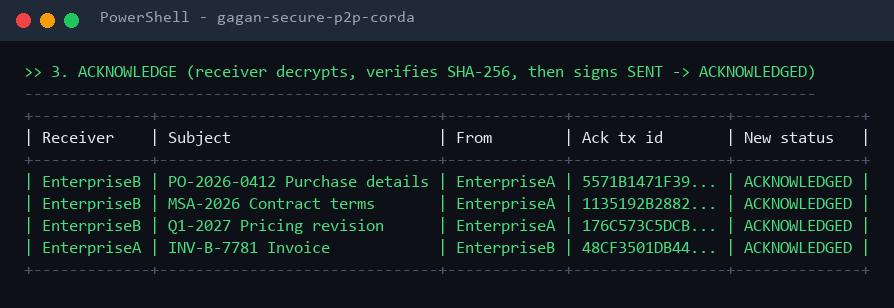 PowerShell - gagan-secure-p2p-corda
>> 3. ACKNOWLEDGE (receiver decrypts, verifies SHA-256, then signs SENT -> ACKNOWLEDGED)
----------------------------------------------------------------------------------------
+--------------+-------------------------------+-------------+-----------------+--------------+
| Receiver | Subject | From | Ack tx id | New status |
+--------------+-------------------------------+-------------+-----------------+--------------+
| EnterpriseB | PO-2026-0412 Purchase details | EnterpriseA | 5571B1471F39... | ACKNOWLEDGED |
| EnterpriseB | MSA-2026 Contract terms | EnterpriseA | 1135192B2882... | ACKNOWLEDGED |
| EnterpriseB | Q1-2027 Pricing revision | EnterpriseA | 176C573C5DCB... | ACKNOWLEDGED |
| EnterpriseA | INV-B-7781 Invoice | EnterpriseB | 48CF3501DB44... | ACKNOWLEDGED |
+--------------+-------------------------------+-------------+-----------------+--------------+